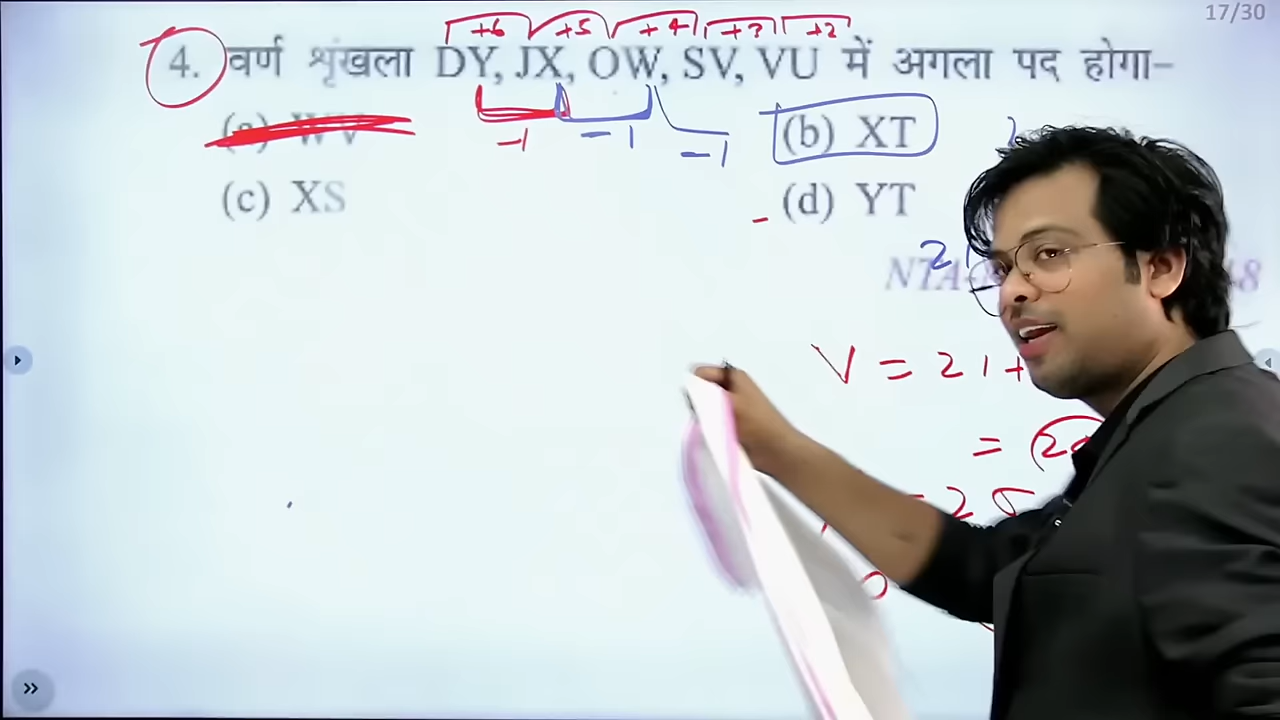 17/30
+6 +5 +4 +3 +2
4. वर्ण शृंखला DY, JX, OW, SV, VU में अगला पद होगा–
(a) WV (b) XT
-1 -1 -1
(c) XS (d) YT
V = 21+
=